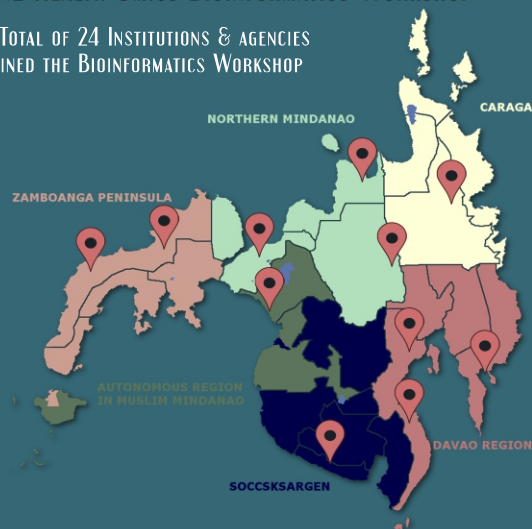 TOTAL OF 24 INSTITUTIONS & AGENCIES
INED THE BIOINFORMATICS WORKSHOP
CARAGA
NORTHERN MINDANAO
ZAMBOANGA PENINSULA
AUTONOMOUS REGION
IN MUSLIM MINDANAO
DAVAO REGION
SOCCSKSARGEN